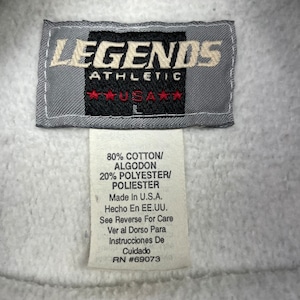 LEGENDS
ATHLETIC
★★USA★★
L
80% COTTON/
ALGODON
20% POLYESTER/
POLIESTER
Made In U.S.A.
Hecho En EE.UU.
See Reverse For Care
Ver al Dorso Para
Instrucciones De
Cuidado
RN #69073